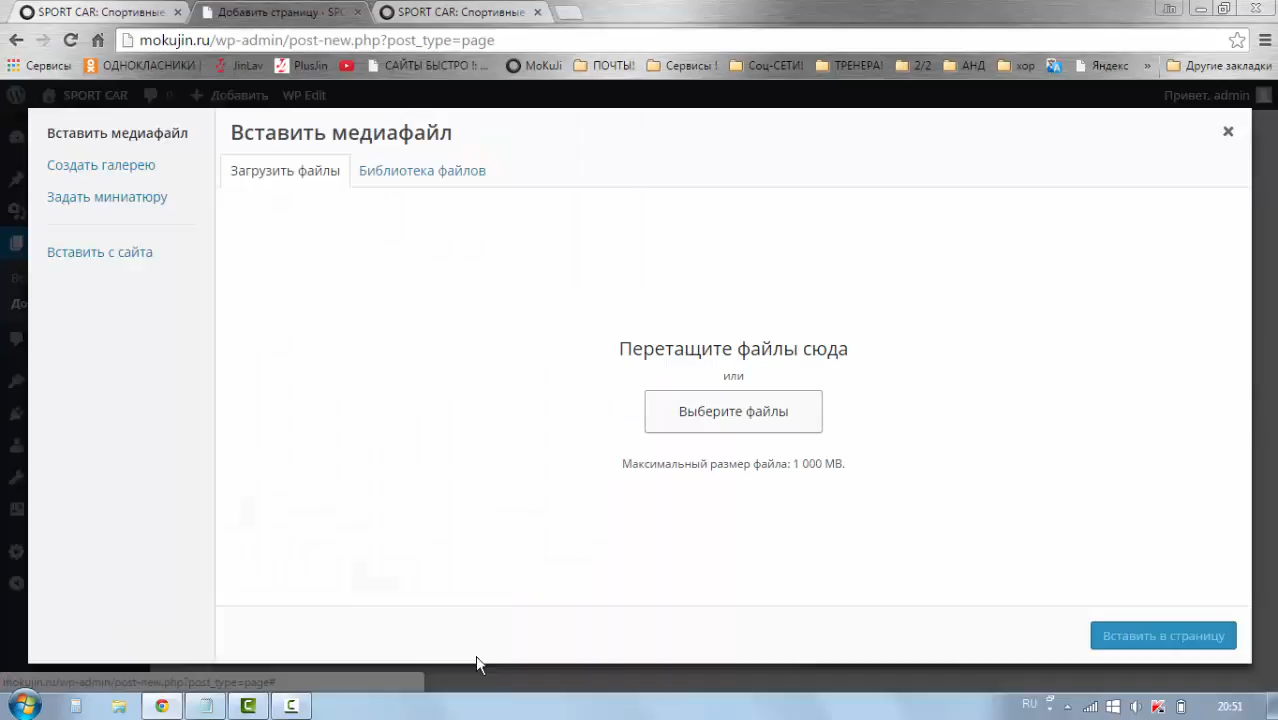 SPORT CAR: Спортивные
Добавить страницу - SPO
SPORT CAR: Спортивные
mokujin.ru/wp-admin/post-new.php?post_type=page
Сервисы
ОДНОКЛАСНИКИ
JinLav
PlusJin
САЙТЫ БЫСТРО !: ...
MoKuJi
ПОЧТЫ!
Сервисы !
Соц-СЕТИ!
ТРЕНЕРА!
2/2
АНД
хор
Яндекс
»
Другие закладки
SPORT CAR
0
Добавить
WP Edit
Привет, admin
Вставить медиафайл
Создать галерею
Задать миниатюру
Вставить с сайта
Вставить медиафайл
Загрузить файлы
Библиотека файлов
До
Перетащите файлы сюда
или
Выберите файлы
Максимальный размер файла: 1 000 MB.
Вставить в страницу
mokujin.ru/wp-admin/post-new.php?post_type=page#
RU
20:51